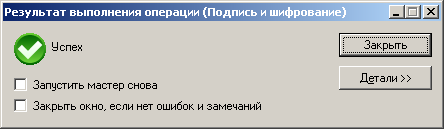 Результат выполнения операции (Подпись и шифрование)
Успех
Закрыть
Детали >>
Запустить мастер снова
Закрыть окно, если нет ошибок и замечаний